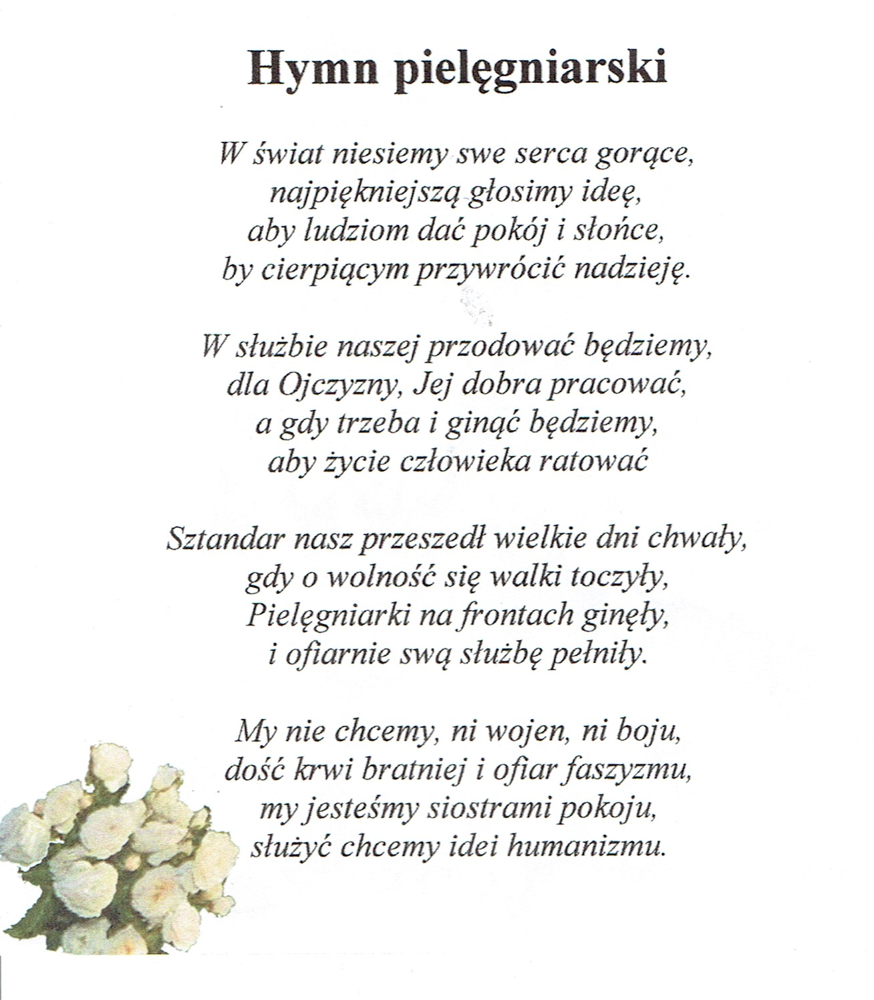 Hymn pielęgniarski
W świat niesiemy swe serca gorące,
najpiękniejszą głosimy ideę,
aby ludziom dać pokój i słońce,
by cierpiącym przywrócić nadzieję.
W służbie naszej przodować będziemy,
dla Ojczyzny, Jej dobra pracować,
a gdy trzeba i ginąć będziemy,
aby życie człowieka ratować
Sztandar nasz przeszedł wielkie dni chwały,
gdy o wolność się walki toczyły,
Pielęgniarki na frontach ginęły,
i ofiarnie swą służbę pełniły.
My nie chcemy, ni wojen, ni boju,
dość krwi bratniej i ofiar faszyzmu,
my jesteśmy siostrami pokoju,
służyć chcemy idei humanizmu.